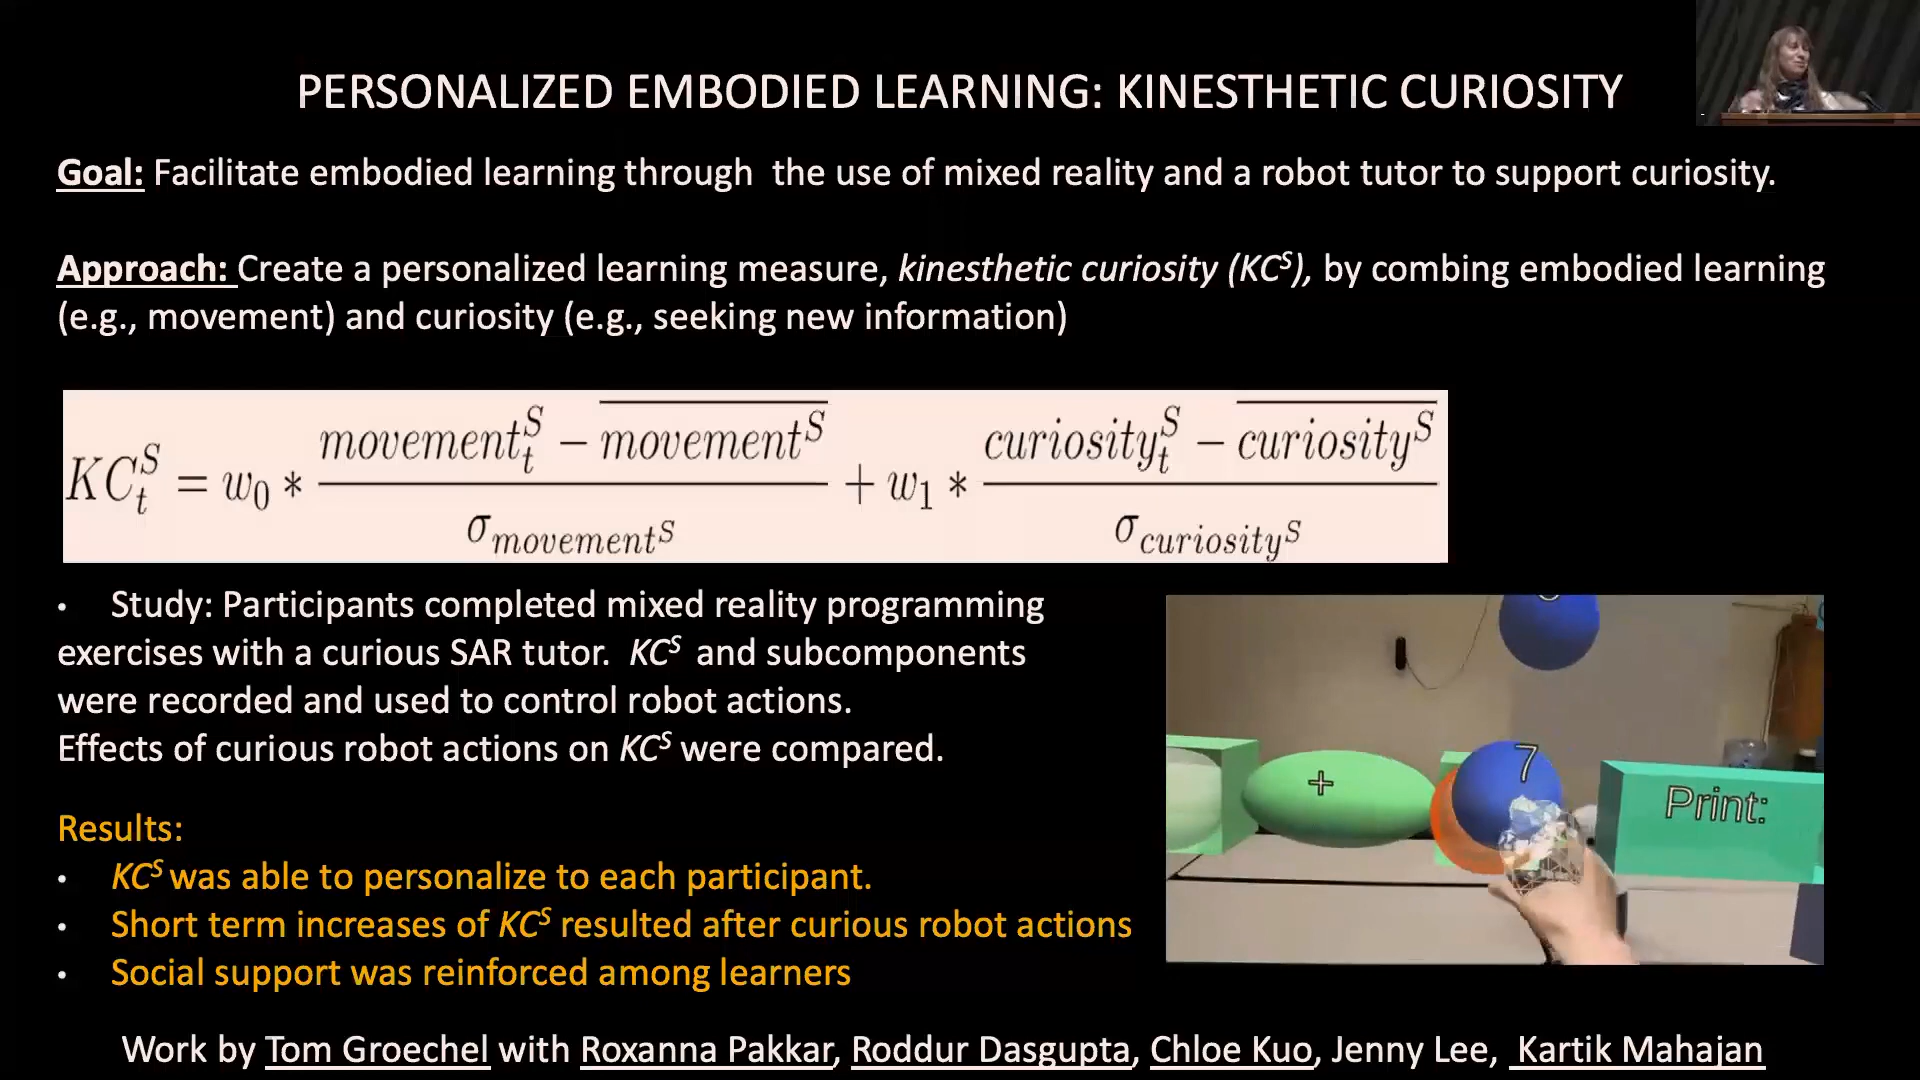 PERSONALIZED EMBODIED LEARNING: KINESTHETIC CURIOSITY
Goal: Facilitate embodied learning through the use of mixed reality and a robot tutor to support curiosity.
Approach: Create a personalized learning measure, kinesthetic curiosity (KC^S), by combing embodied learning
(e.g., movement) and curiosity (e.g., seeking new information)
KC_t^S = w_0 * \frac{movement_t^S - \overline{movement^S}}{\sigma_{movement^S}} + w_1 * \frac{curiosity_t^S - \overline{curiosity^S}}{\sigma_{curiosity^S}}
• Study: Participants completed mixed reality programming
exercises with a curious SAR tutor. KC^S and subcomponents
were recorded and used to control robot actions.
Effects of curious robot actions on KC^S were compared.
+
7
Print:
Results:
• KC^S was able to personalize to each participant.
• Short term increases of KC^S resulted after curious robot actions
• Social support was reinforced among learners
Work by Tom Groechel with Roxanna Pakkar, Roddur Dasgupta, Chloe Kuo, Jenny Lee, Kartik Mahajan